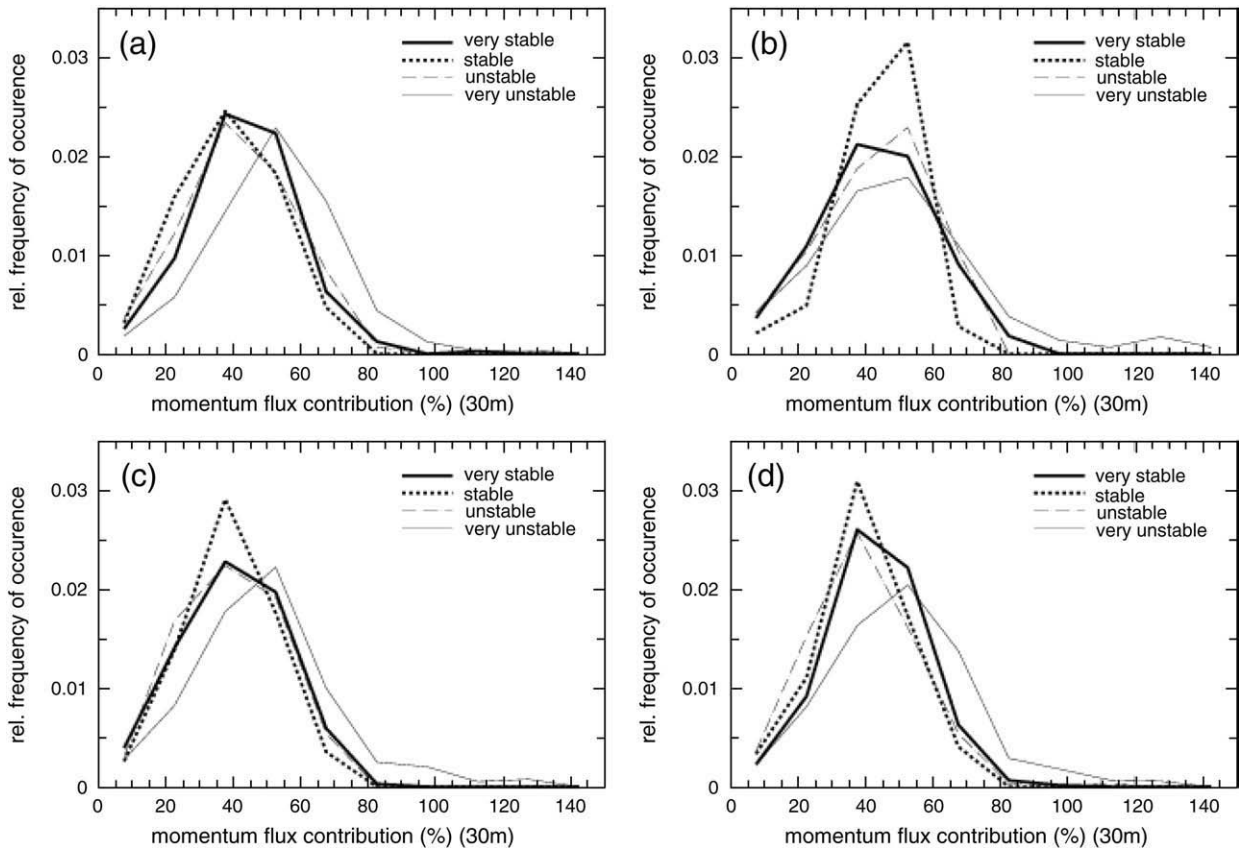 (a)
very stable
stable
unstable
very unstable
0.03
0.02
0.01
0
rel. frequency of occurence
0 20 40 60 80 100 120 140
momentum flux contribution (%) (30m)
(b)
very stable
stable
unstable
very unstable
0.03
0.02
0.01
0
rel. frequency of occurence
0 20 40 60 80 100 120 140
momentum flux contribution (%) (30m)
(c)
very stable
stable
unstable
very unstable
0.03
0.02
0.01
0
rel. frequency of occurence
0 20 40 60 80 100 120 140
momentum flux contribution (%) (30m)
(d)
very stable
stable
unstable
very unstable
0.03
0.02
0.01
0
rel. frequency of occurence
0 20 40 60 80 100 120 140
momentum flux contribution (%) (30m)